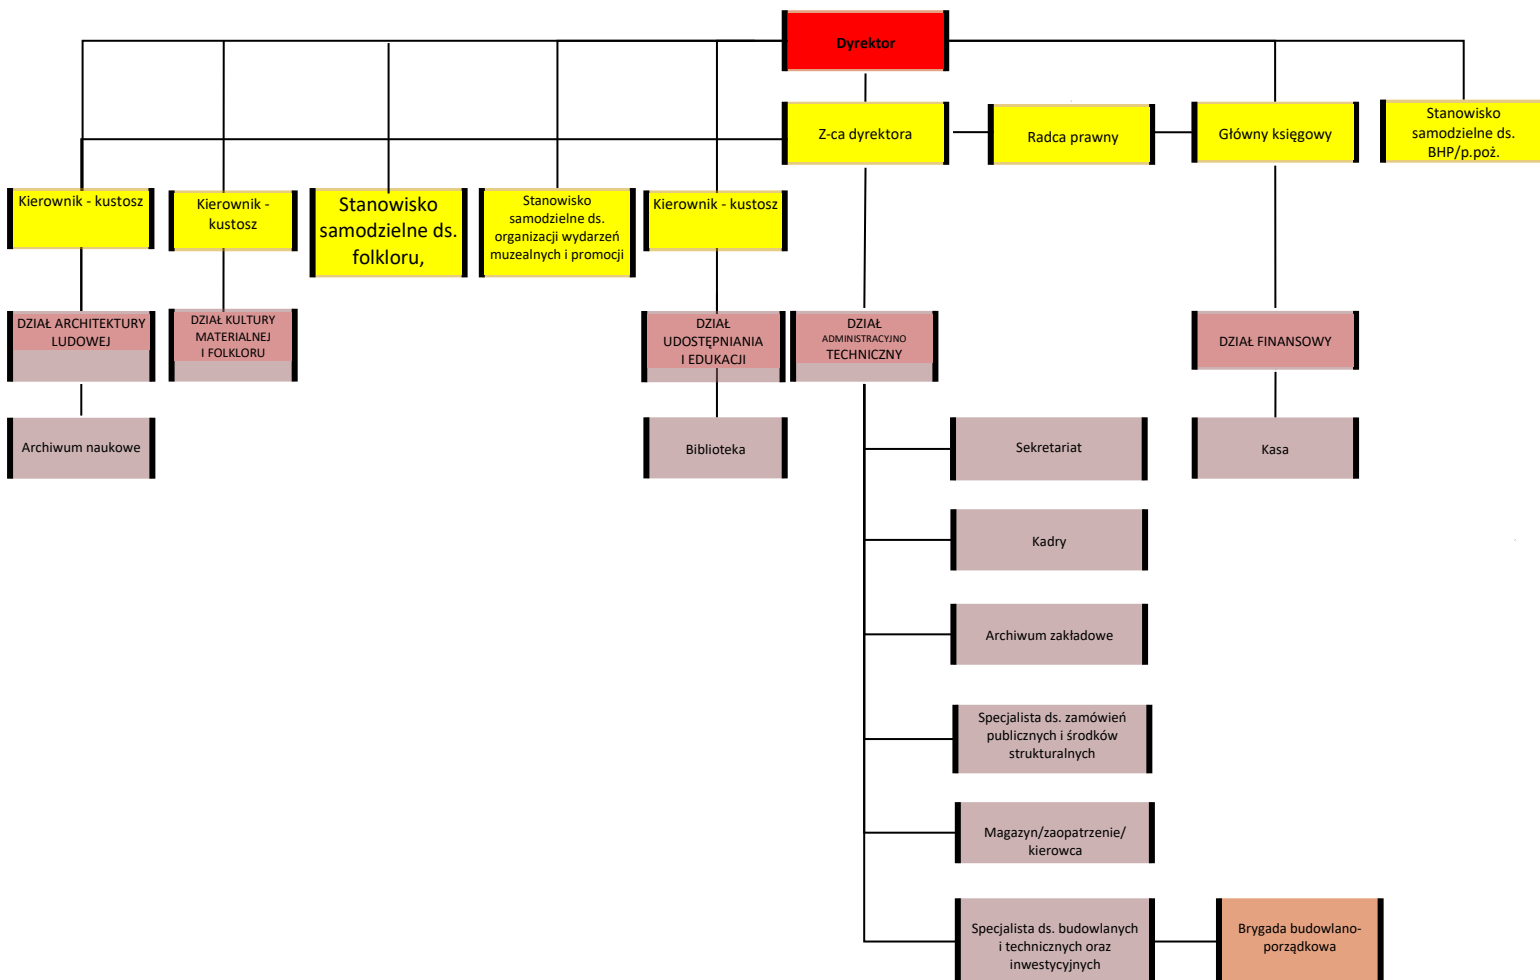 Dyrektor
Z-ca dyrektora
Radca prawny
Główny księgowy
Stanowisko
samodzielne ds.
BHP/p.poż.
Kierownik - kustosz
Kierownik -
kustosz
Stanowisko
samodzielne ds.
folkloru,
Stanowisko
samodzielne ds.
organizacji wydarzeń
muzealnych i promocji
Kierownik - kustosz
DZIAŁ ARCHITEKTURY
LUDOWEJ
DZIAŁ KULTURY
MATERIALNEJ
I FOLKLORU
DZIAŁ
UDOSTĘPNIANIA
I EDUKACJI
DZIAŁ
ADMINISTRACYJNO
TECHNICZNY
DZIAŁ FINANSOWY
Archiwum naukowe
Biblioteka
Sekretariat
Kasa
Kadry
Archiwum zakładowe
Specjalista ds. zamówień
publicznych i środków
strukturalnych
Magazyn/zaopatrzenie/
kierowca
Specjalista ds. budowlanych
i technicznych oraz
inwestycyjnych
Brygada budowlano-
porządkowa